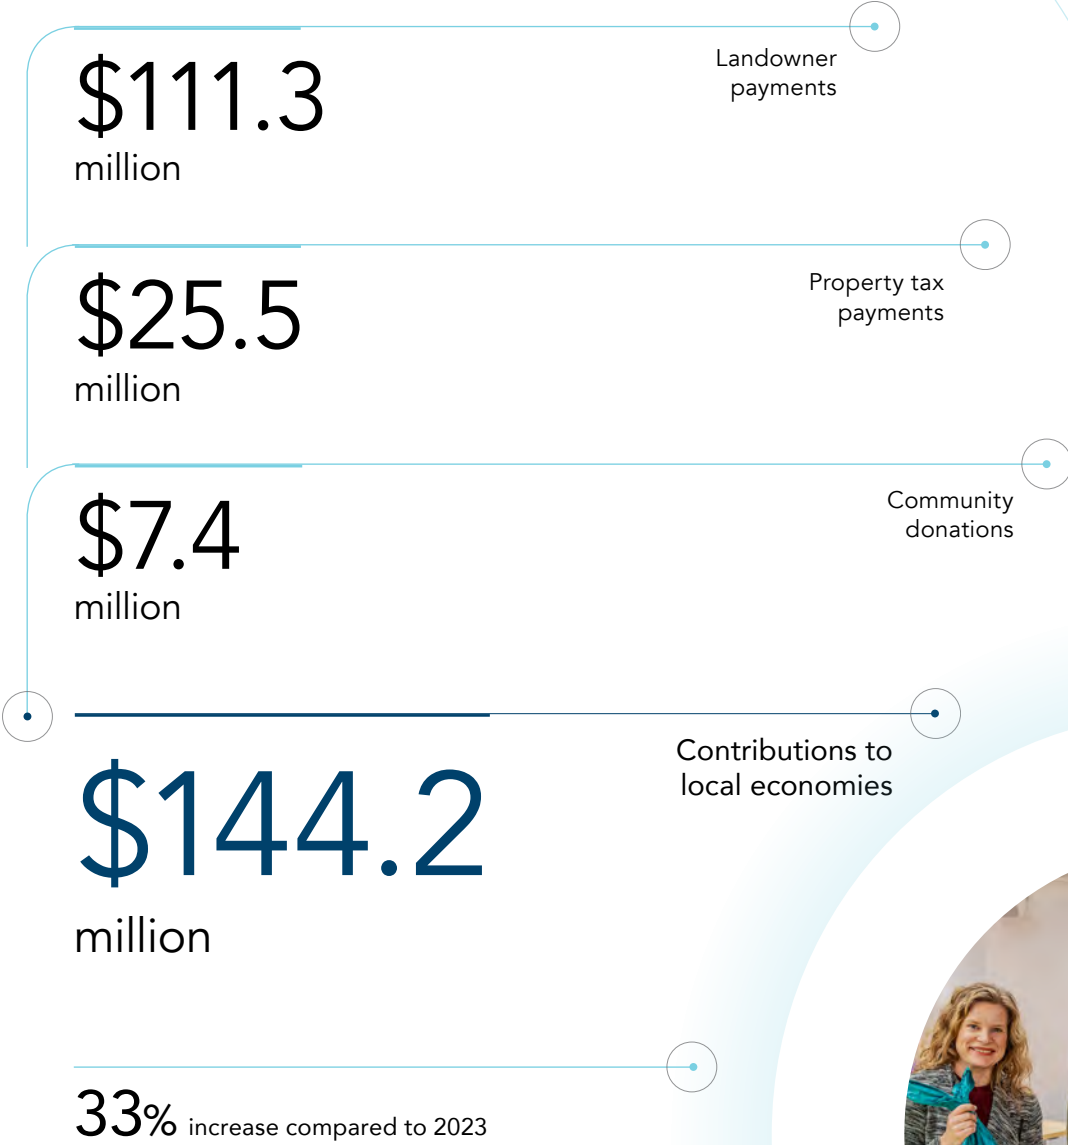 $111.3
million
Landowner
payments
$25.5
million
Property tax
payments
$7.4
million
Community
donations
$144.2
million
Contributions to
local economies
33% increase compared to 2023